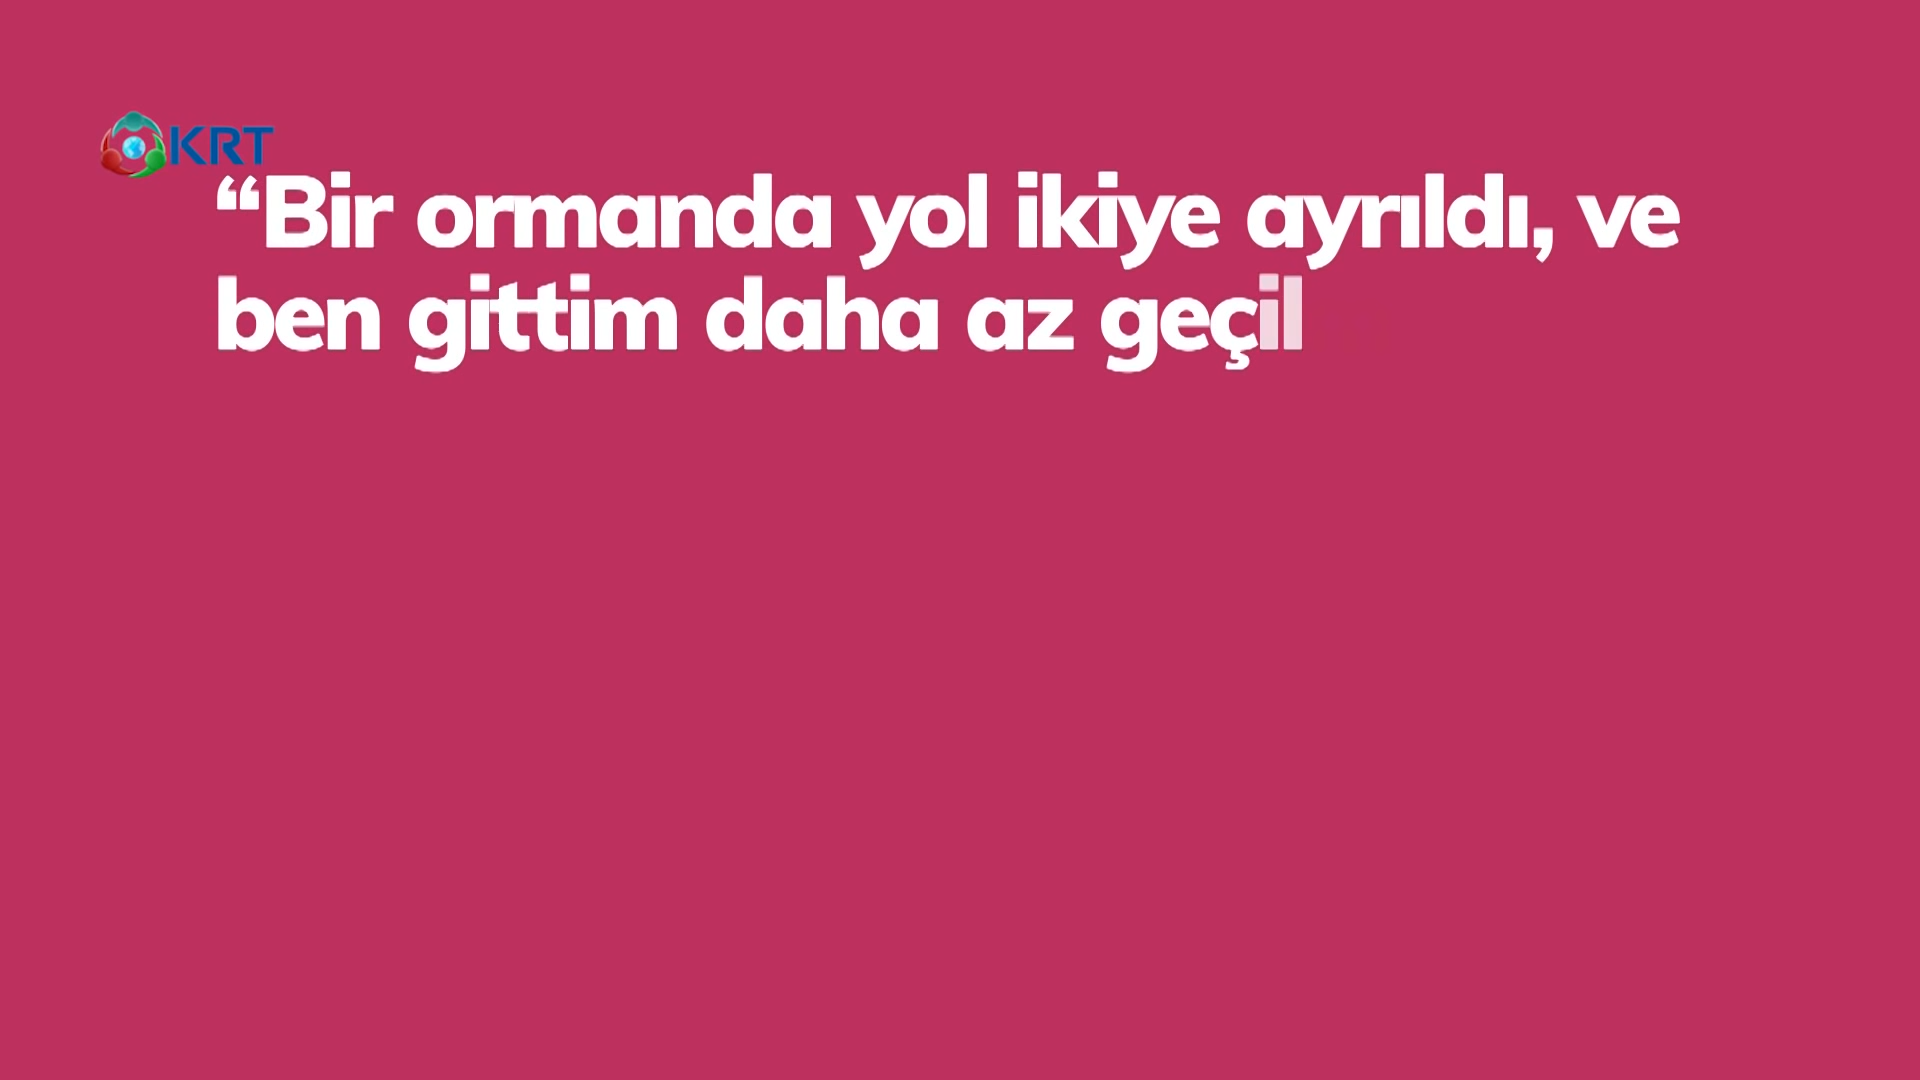 KRT
“Bir ormanda yol ikiye ayrıldı, ve
ben gittim daha az geçil